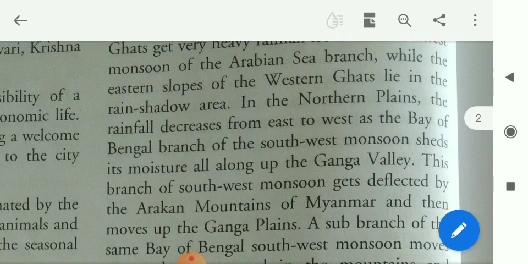 vari, Krishna
sibility of a
onomic life.
g a welcome
to the city
nated by the
animals and
the seasonal
Ghats get very heavy
monsoon of the Arabian Sea branch, while the
eastern slopes of the Western Ghats lie in the
rain-shadow area. In the Northern Plains, the
rainfall decreases from east to west as the Bay of
Bengal branch of the south-west monsoon sheds
its moisture all along up the Ganga Valley. This
branch of south-west monsoon gets deflected by
the Arakan Mountains of Myanmar and then
moves up the Ganga Plains. A sub branch of th
same Bay of Bengal south-west monsoon move
in the mountains and
2